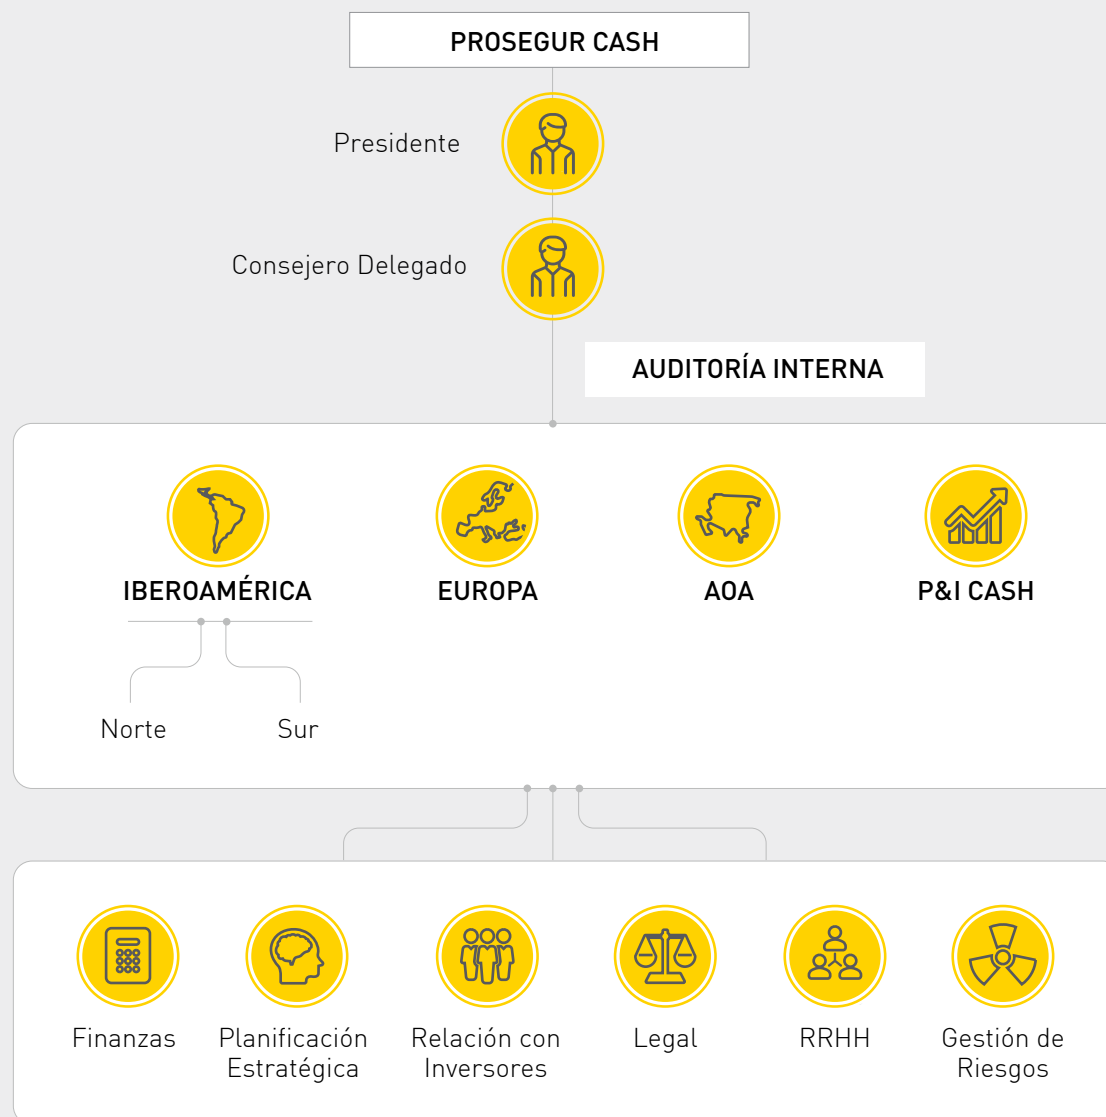 PROSEGUR CASH
Presidente
Consejero Delegado
AUDITORÍA INTERNA
IBEROAMÉRICA
EUROPA
AOA
P&I CASH
Norte
Sur
Finanzas
Planificación
Estratégica
Relación con
Inversores
Legal
RRHH
Gestión de
Riesgos